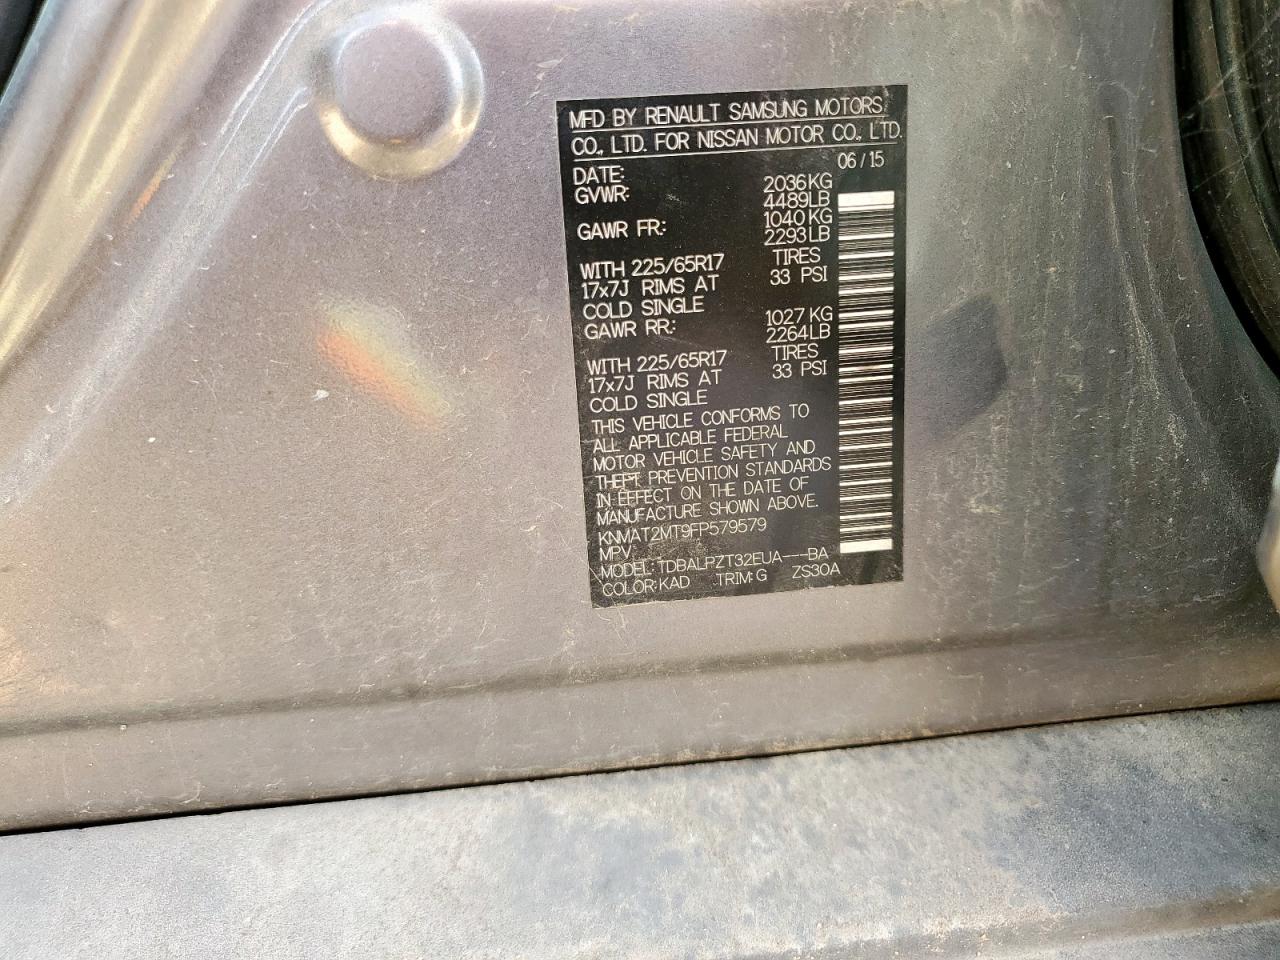 MFD BY RENAULT SAMSUNG MOTORS
CO., LTD. FOR NISSAN MOTOR CO., LTD.
DATE: 06/15
GVWR: 2036KG
4489LB
GAWR FR: 1040KG
2293LB
WITH 225/65R17 TIRES
17x7J RIMS AT 33 PSI
COLD SINGLE
GAWR RR: 1027KG
2264LB
WITH 225/65R17 TIRES
17x7J RIMS AT 33 PSI
COLD SINGLE
THIS VEHICLE CONFORMS TO
ALL APPLICABLE FEDERAL
MOTOR VEHICLE SAFETY AND
THEFT PREVENTION STANDARDS
IN EFFECT ON THE DATE OF
MANUFACTURE SHOWN ABOVE.
KNMAT2MT9FP579579
MPV
MODEL: TDBALPZT32EUA---BA
COLOR:KAD TRIM:G ZS30A